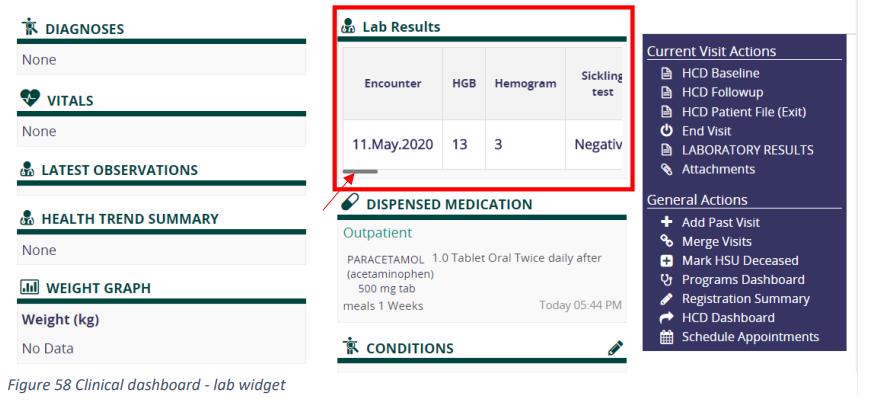 DIAGNOSES
None
VITALS
None
LATEST OBSERVATIONS
HEALTH TREND SUMMARY
None
WEIGHT GRAPH
Weight (kg)
No Data
Lab Results
Encounter HGB Hemogram Sickling
test
11.May.2020 13 3 Negativ
DISPENSED MEDICATION
Outpatient
PARACETAMOL 1.0 Tablet Oral Twice daily after
(acetaminophen)
500 mg tab
meals 1 Weeks Today 05:44 PM
CONDITIONS
Current Visit Actions
HCD Baseline
HCD Followup
HCD Patient File (Exit)
End Visit
LABORATORY RESULTS
Attachments
General Actions
Add Past Visit
Merge Visits
Mark HSU Deceased
Programs Dashboard
Registration Summary
HCD Dashboard
Schedule Appointments
Figure 58 Clinical dashboard - lab widget